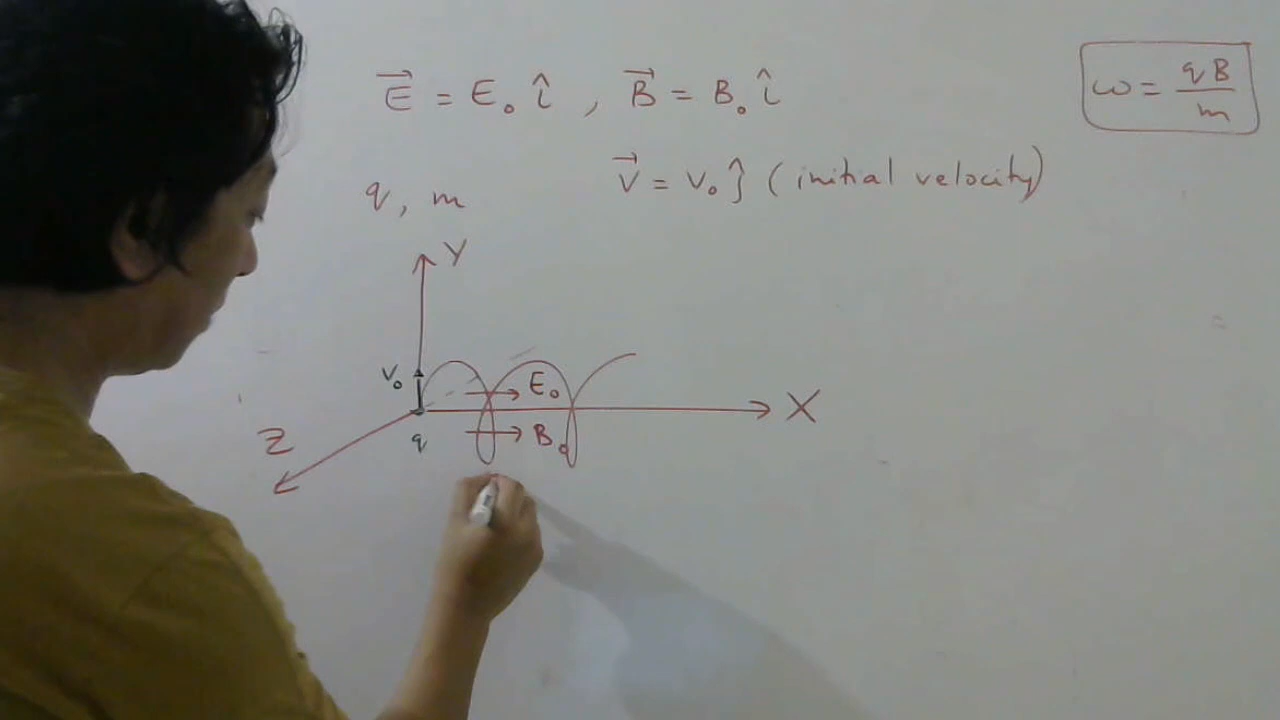 E⃗ = E₀ î , B⃗ = B₀ î
ω = qB/m
v⃗ = v₀ ĵ (initial velocity)
q, m
Y
v₀
E₀
X
Z
q
B₀